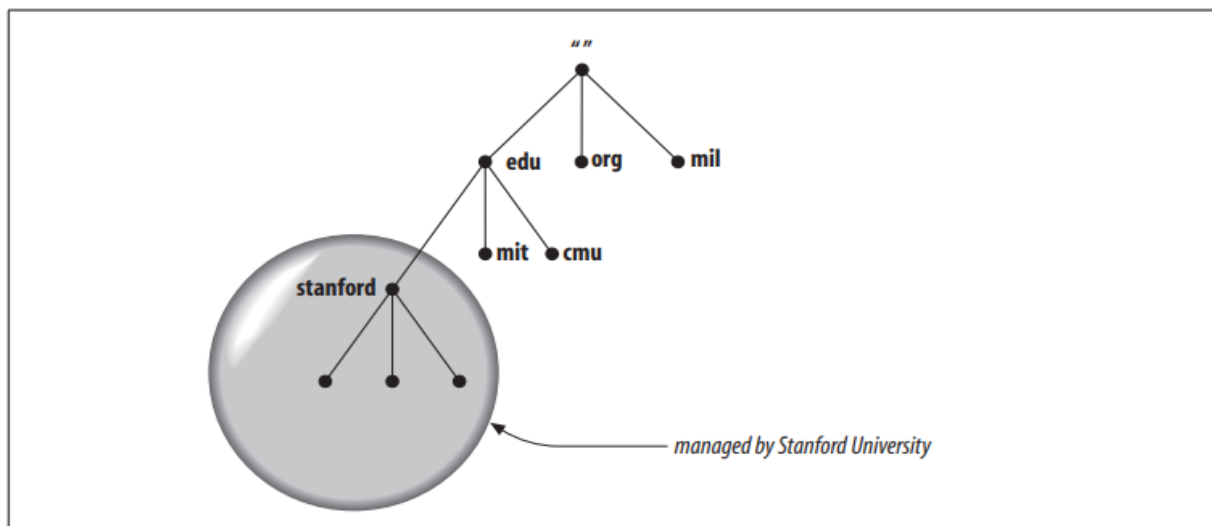 “ ”
edu
org
mil
mit
cmu
stanford
managed by Stanford University